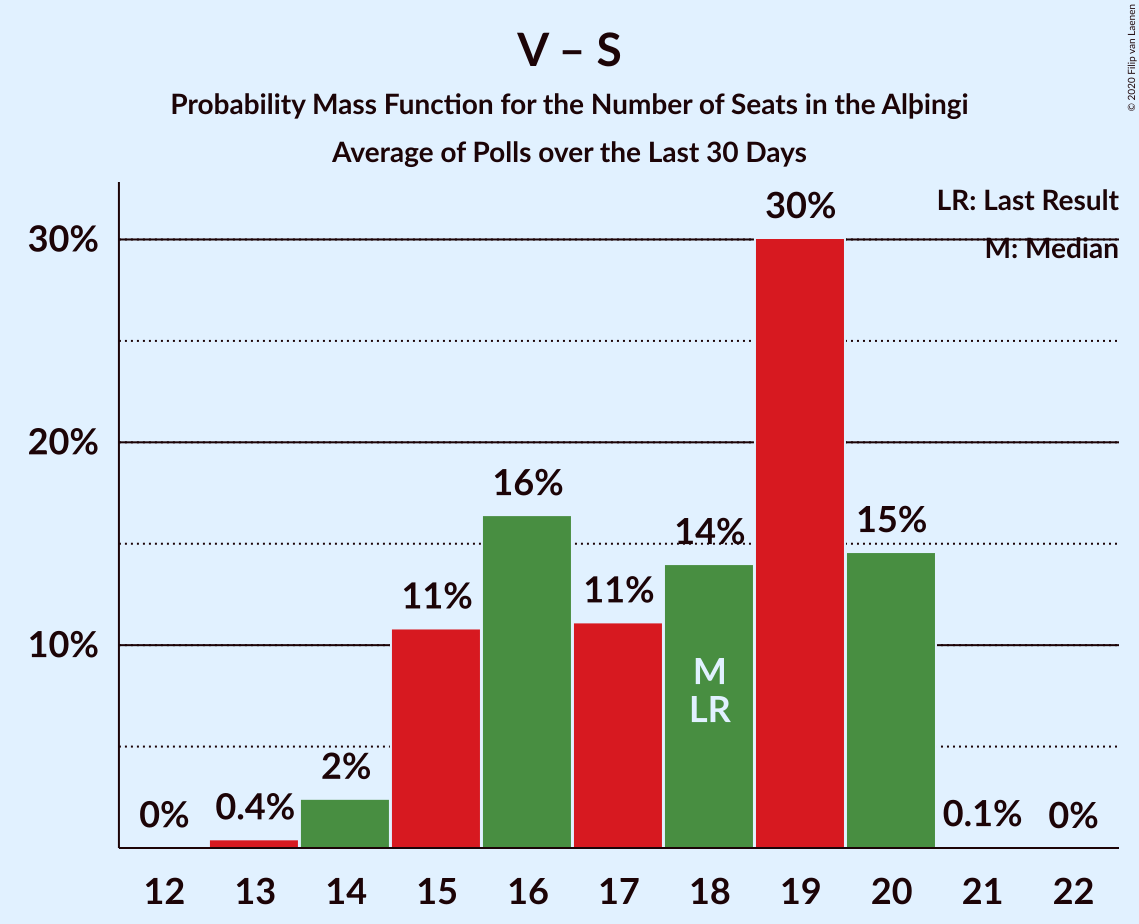 V – S
Probability Mass Function for the Number of Seats in the Alþingi
Average of Polls over the Last 30 Days
© 2020 Filip van Laenen
LR: Last Result
M: Median
30%
20%
10%
0%
0.4%
2%
11%
16%
11%
14%
30%
15%
0.1%
0%
M
LR
12 13 14 15 16 17 18 19 20 21 22